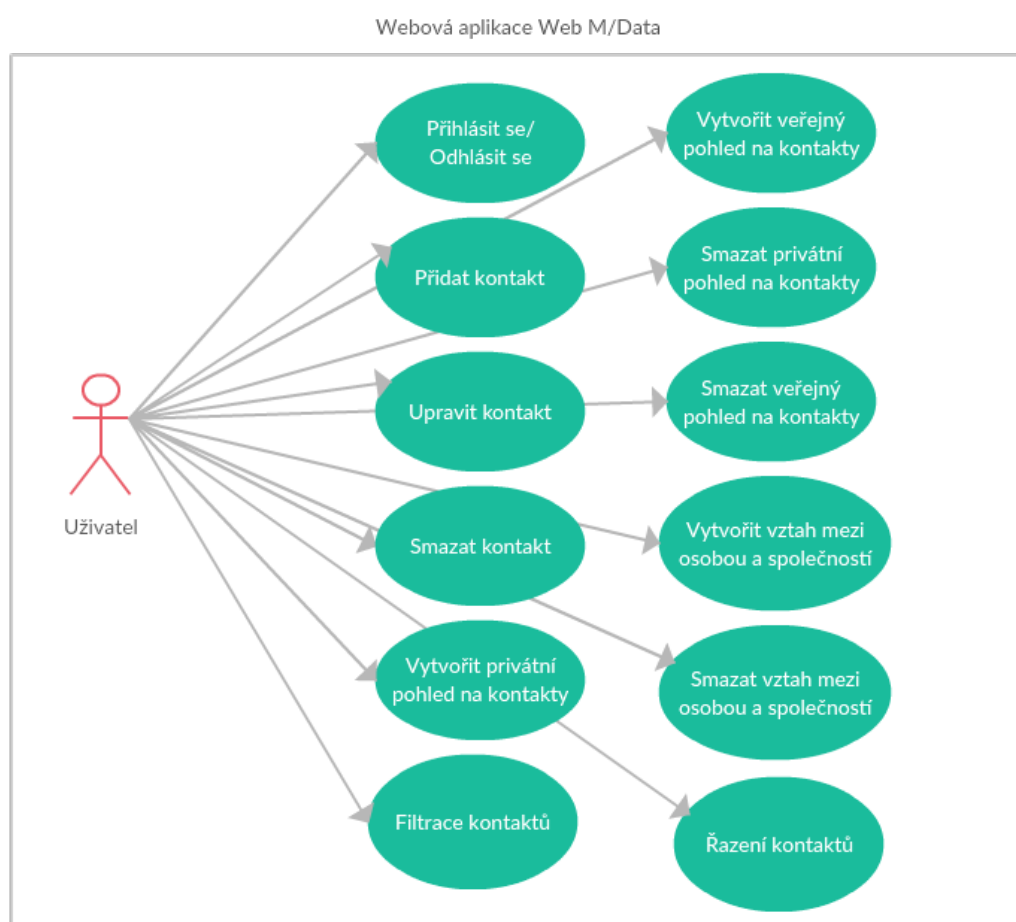 Webová aplikace Web M/Data
Přihlásit se/
Odhlásit se
Přidat kontakt
Upravit kontakt
Smazat kontakt
Vytvořit privátní
pohled na kontakty
Filtrace kontaktů
Vytvořit veřejný
pohled na kontakty
Smazat privátní
pohled na kontakty
Smazat veřejný
pohled na kontakty
Vytvořit vztah mezi
osobou a společností
Smazat vztah mezi
osobou a společností
Řazení kontaktů
Uživatel